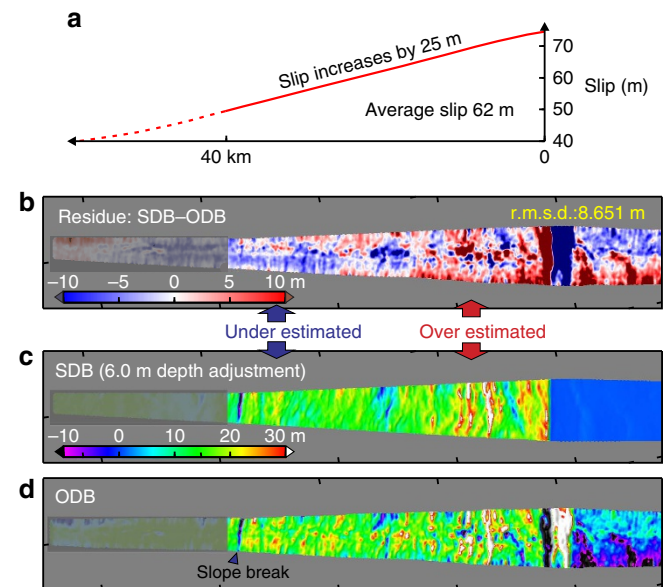 a
Slip increases by 25 m
Average slip 62 m
Slip (m)
70
60
50
40
40 km
0
b
Residue: SDB–ODB
r.m.s.d.:8.651 m
−10 −5 0 5 10 m
Under estimated
Over estimated
c
SDB (6.0 m depth adjustment)
−10 0 10 20 30 m
d
ODB
Slope break